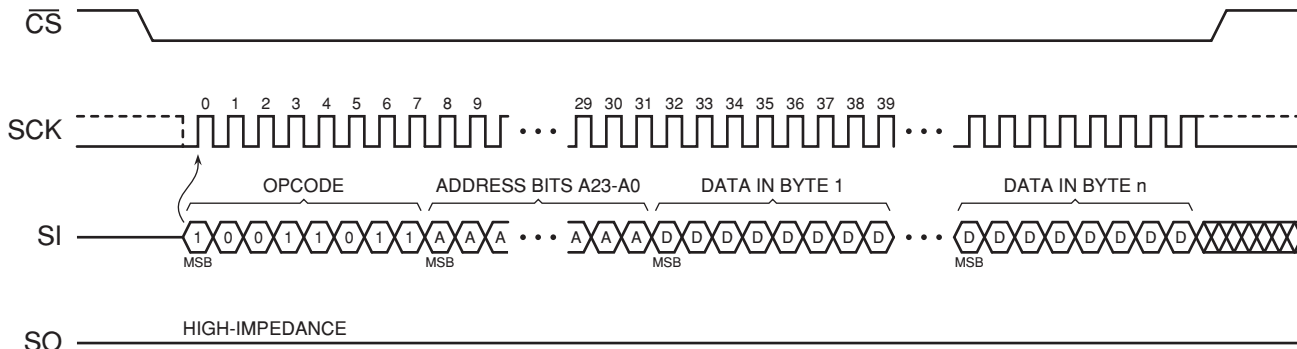 CS
0 1 2 3 4 5 6 7 8 9 29 30 31 32 33 34 35 36 37 38 39
SCK
OPCODE ADDRESS BITS A23-A0 DATA IN BYTE 1 DATA IN BYTE n
SI 1 0 0 1 1 0 1 1 A A A A A A D D D D D D D D D D D D D D D D
MSB MSB MSB MSB
HIGH-IMPEDANCE
SO